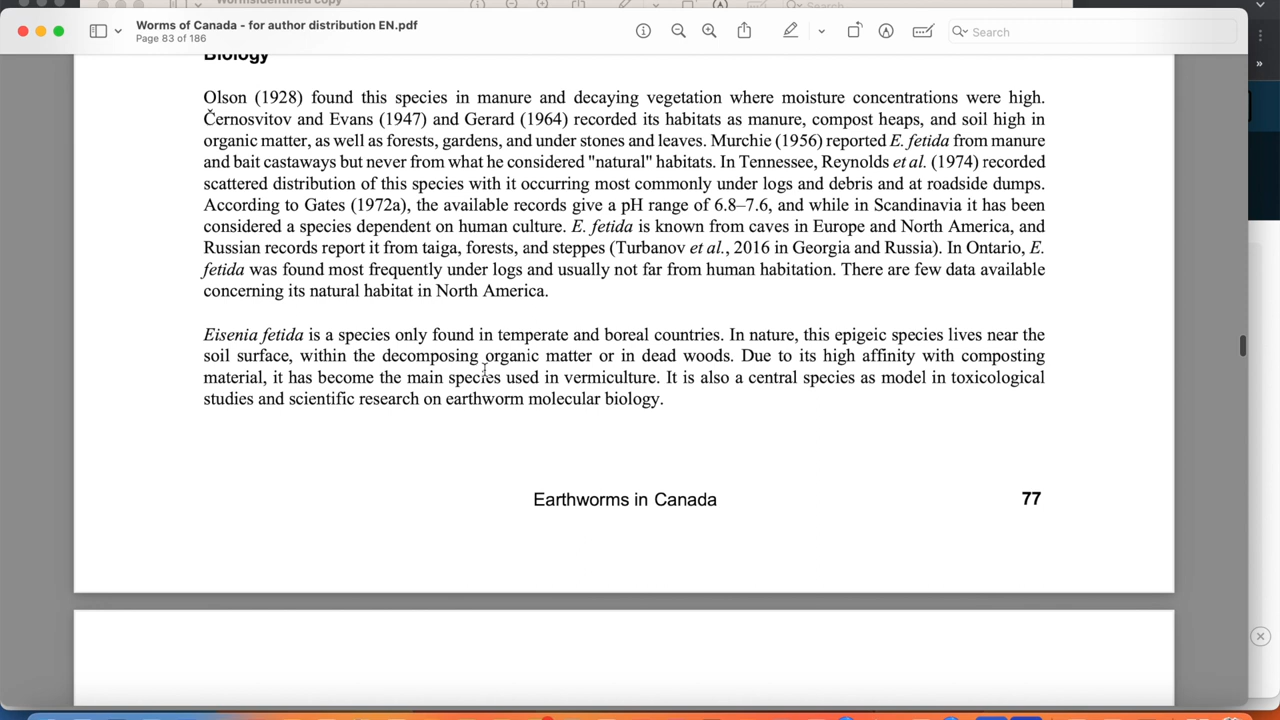 Wormsidentified copy
Search
Worms of Canada - for author distribution EN.pdf
Page 83 of 186
Search
Biology
Olson (1928) found this species in manure and decaying vegetation where moisture concentrations were high.
Černosvitov and Evans (1947) and Gerard (1964) recorded its habitats as manure, compost heaps, and soil high in
organic matter, as well as forests, gardens, and under stones and leaves. Murchie (1956) reported E. fetida from manure
and bait castaways but never from what he considered "natural" habitats. In Tennessee, Reynolds et al. (1974) recorded
scattered distribution of this species with it occurring most commonly under logs and debris and at roadside dumps.
According to Gates (1972a), the available records give a pH range of 6.8–7.6, and while in Scandinavia it has been
considered a species dependent on human culture. E. fetida is known from caves in Europe and North America, and
Russian records report it from taiga, forests, and steppes (Turbanov et al., 2016 in Georgia and Russia). In Ontario, E.
fetida was found most frequently under logs and usually not far from human habitation. There are few data available
concerning its natural habitat in North America.
Eisenia fetida is a species only found in temperate and boreal countries. In nature, this epigeic species lives near the
soil surface, within the decomposing organic matter or in dead woods. Due to its high affinity with composting
material, it has become the main species used in vermiculture. It is also a central species as model in toxicological
studies and scientific research on earthworm molecular biology.
Earthworms in Canada 77